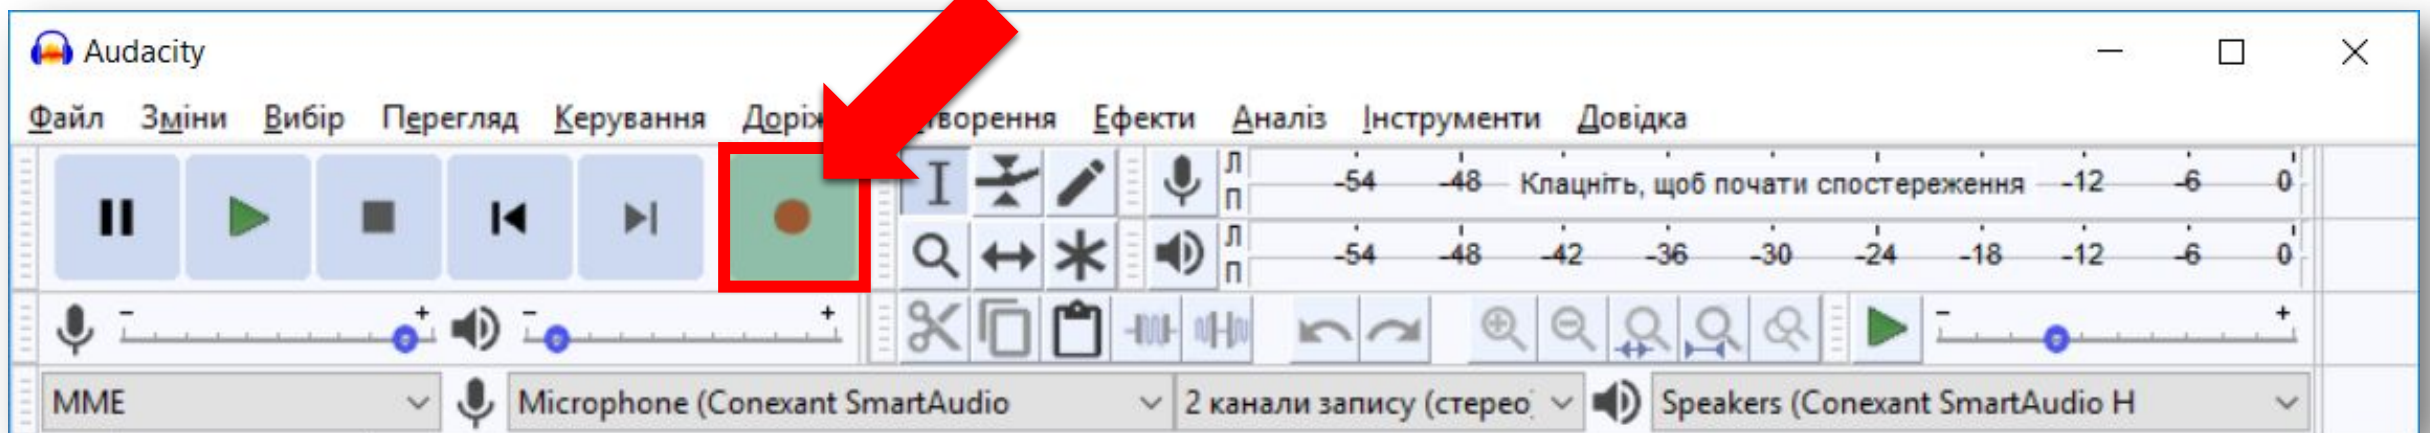 Audacity
Файл Зміни Вибір Перегляд Керування Ефекти Аналіз Інструменти Довідка
Л -54 -48 Клацніть, щоб почати спостереження -12 -6 0
П
Л -54 -48 -42 -36 -30 -24 -18 -12 -6 0
П
- + - + - +
MME Microphone (Conexant SmartAudio 2 канали запису (стерео) Speakers (Conexant SmartAudio H